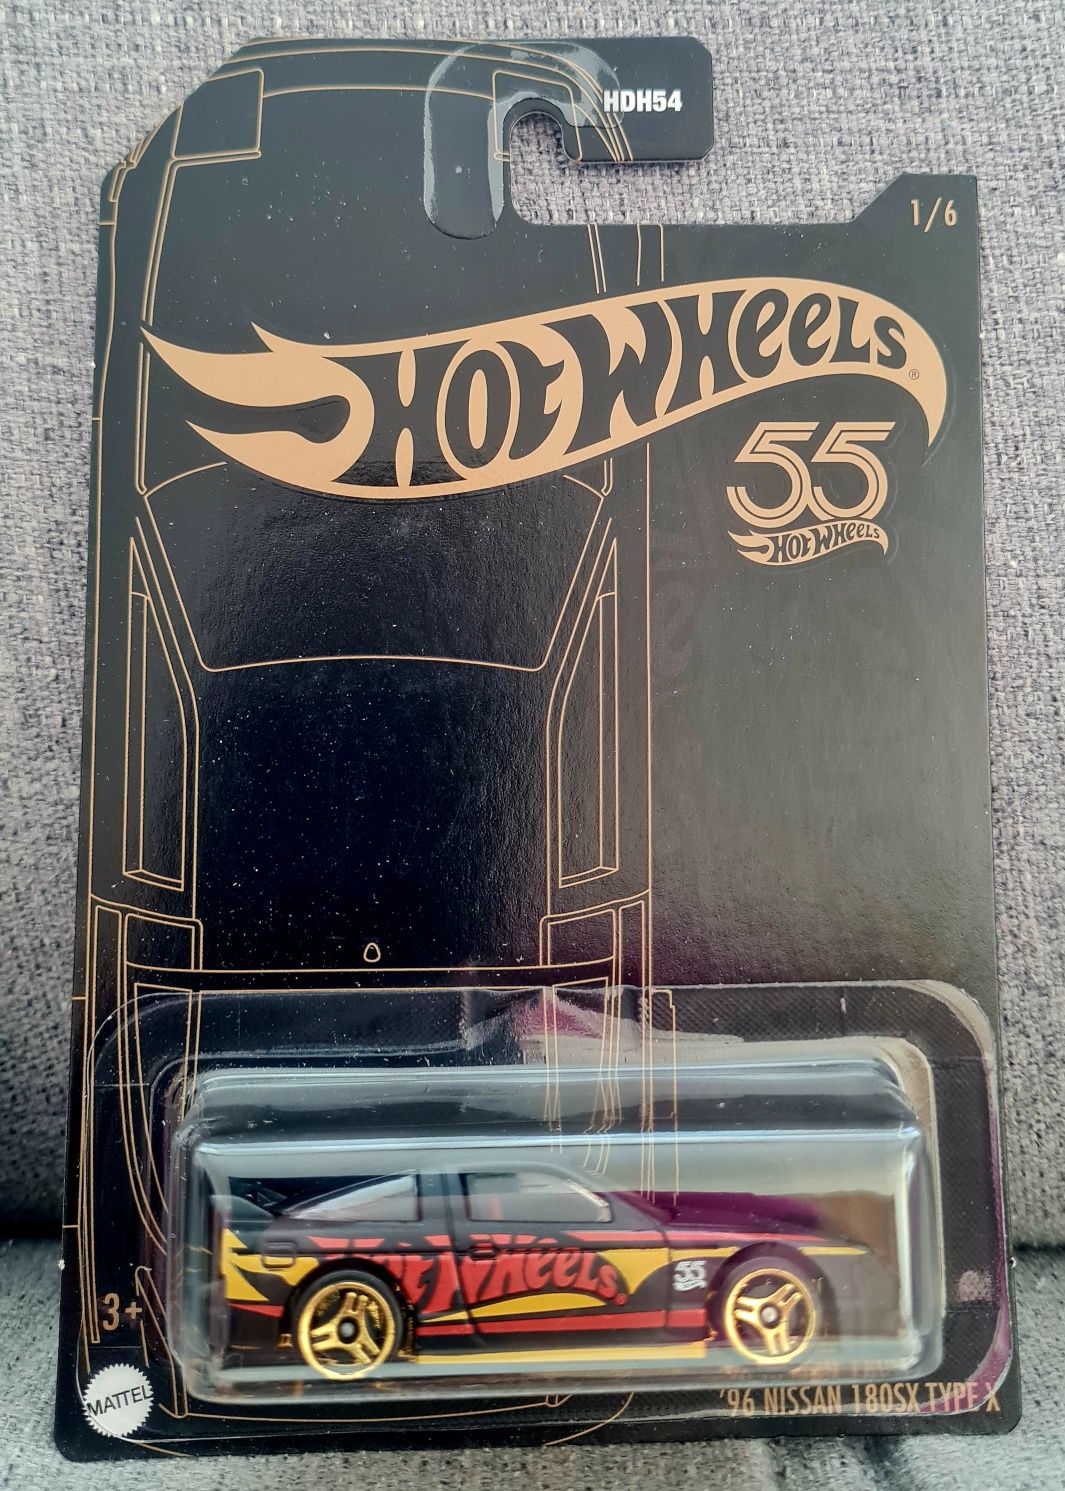 HDH54
1/6
HOT WHEELS®
55
HOT WHEELS
HOT WHEELS®
55
3+
MATTEL
'96 NISSAN 180SX TYPE X